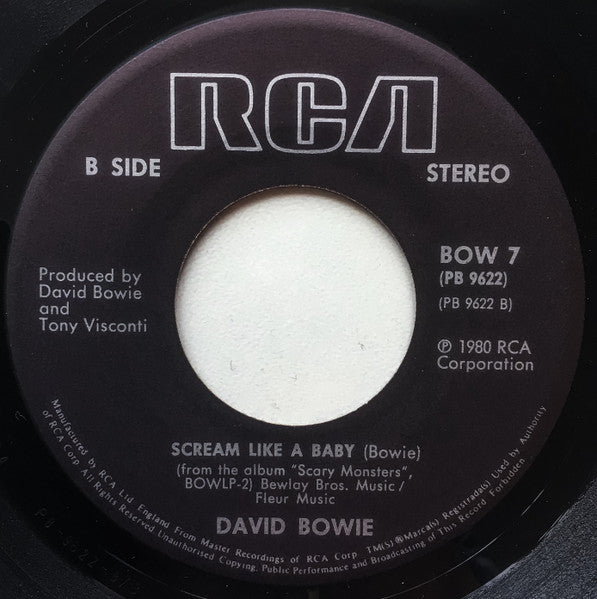 RCA
B SIDE
STEREO
Produced by
David Bowie
and
Tony Visconti
BOW 7
(PB 9622)
(PB 9622 B)
℗ 1980 RCA
Corporation
SCREAM LIKE A BABY (Bowie)
(from the album "Scary Monsters",
BOWLP-2) Bewlay Bros. Music /
Fleur Music
DAVID BOWIE
Manufactured by RCA Ltd. England From Master Recordings of RCA Corp. TM(S)®Marca(s) Registrada(s) Used by Authority
of RCA Corp. All Rights Reserved Unauthorised Copying, Public Performance and Broadcasting of This Record Forbidden